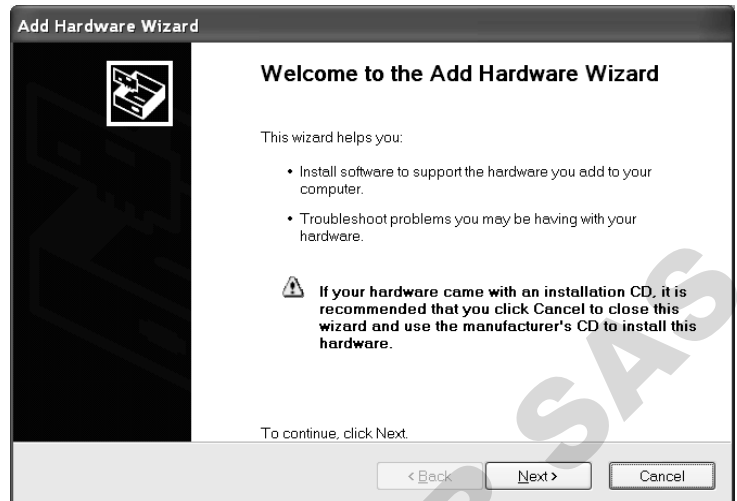 Add Hardware Wizard
Welcome to the Add Hardware Wizard
This wizard helps you:
• Install software to support the hardware you add to your
computer.
• Troubleshoot problems you may be having with your
hardware.
If your hardware came with an installation CD, it is
recommended that you click Cancel to close this
wizard and use the manufacturer's CD to install this
hardware.
To continue, click Next.
< Back
Next >
Cancel
SAS